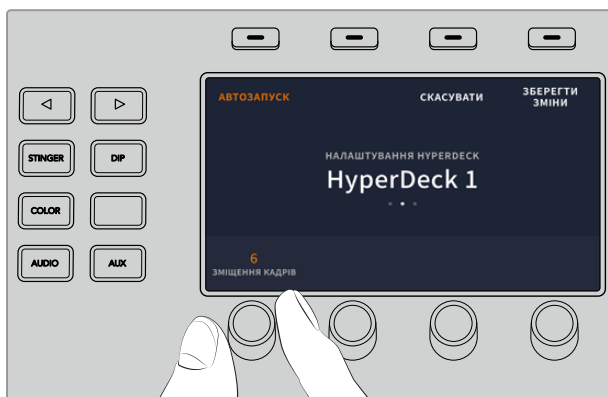 АВТОЗАПУСК
СКАСУВАТИ
ЗБЕРЕГТИ
ЗМІНИ
STINGER
DIP
НАЛАШТУВАННЯ HYPERDECK
HyperDeck 1
COLOR
AUDIO
AUX
6
ЗМІЩЕННЯ КАДРІВ